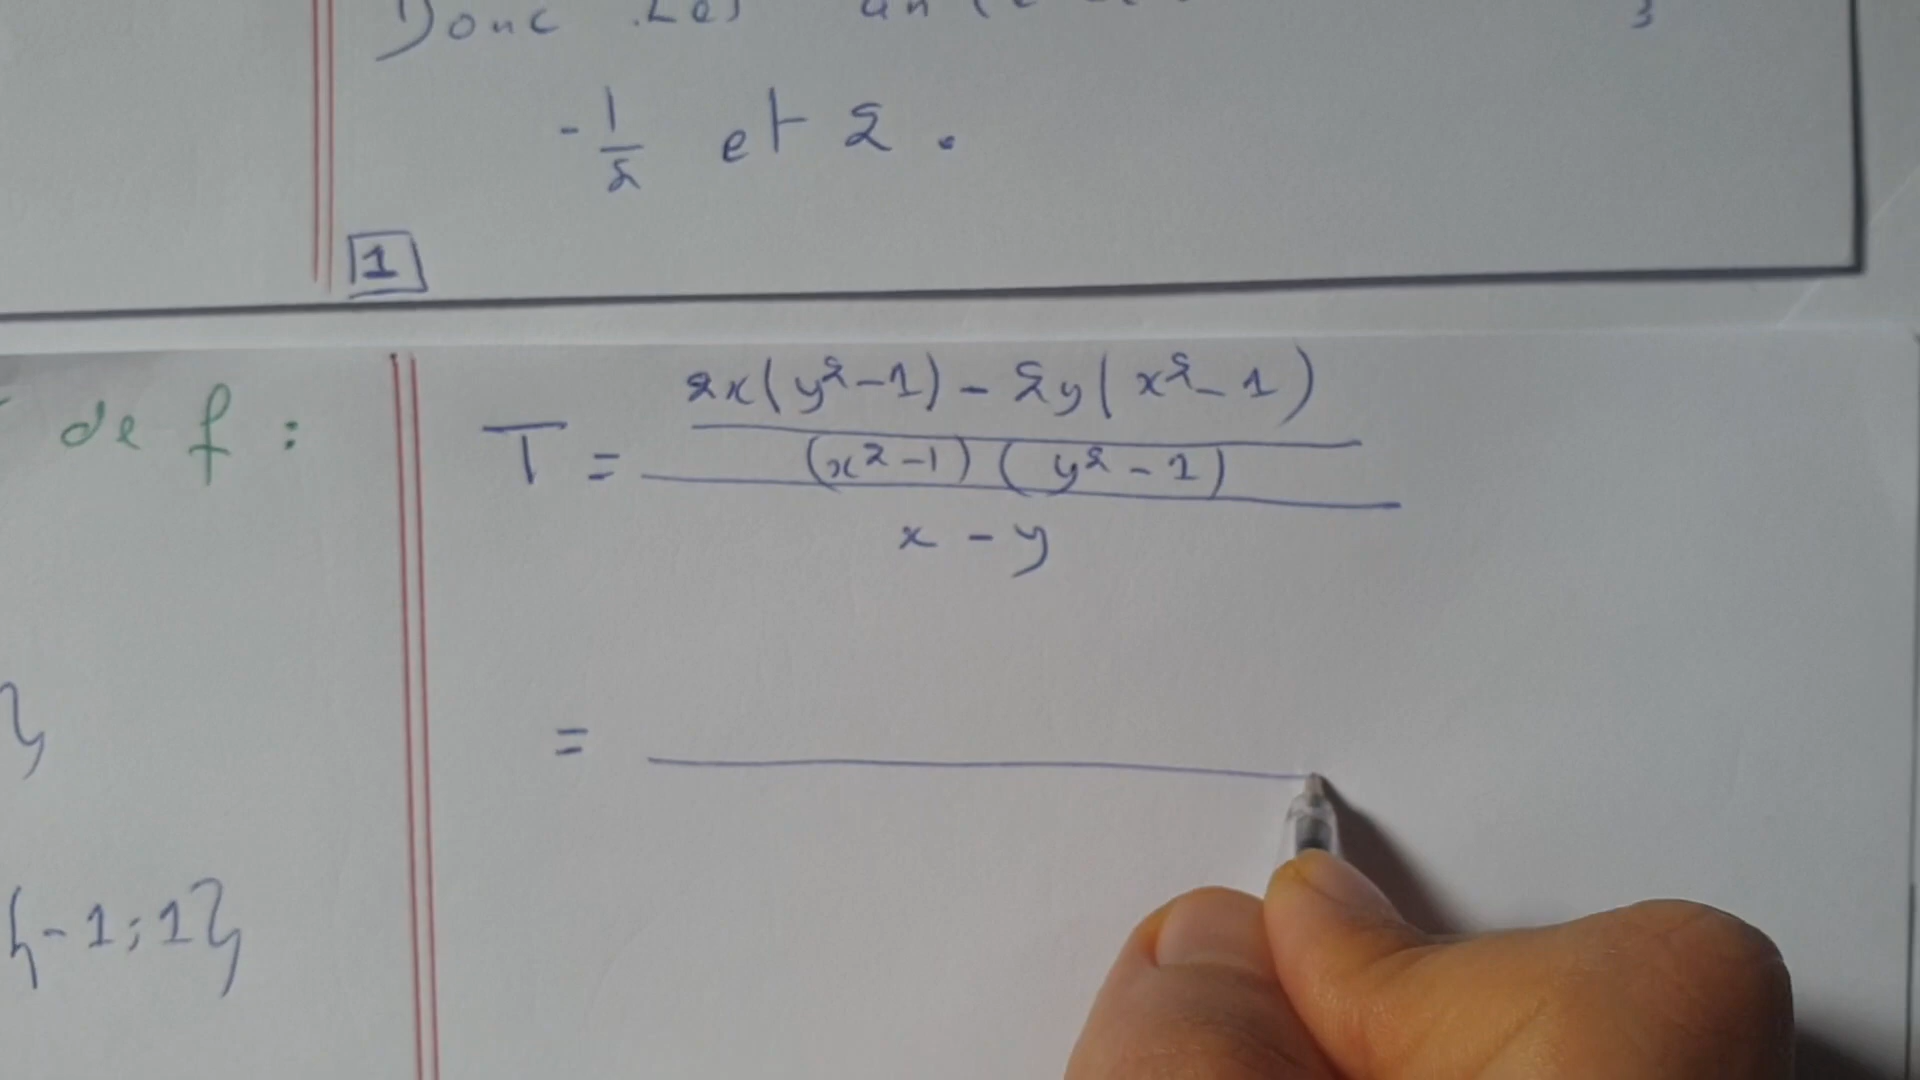 Donc Les
-1/2 et 2 .
1
de f :
T = ((2x(y²-1) - 2y(x²-1)) / ((x²-1)(y²-1))) / (x - y)
=
}
{-1;1}